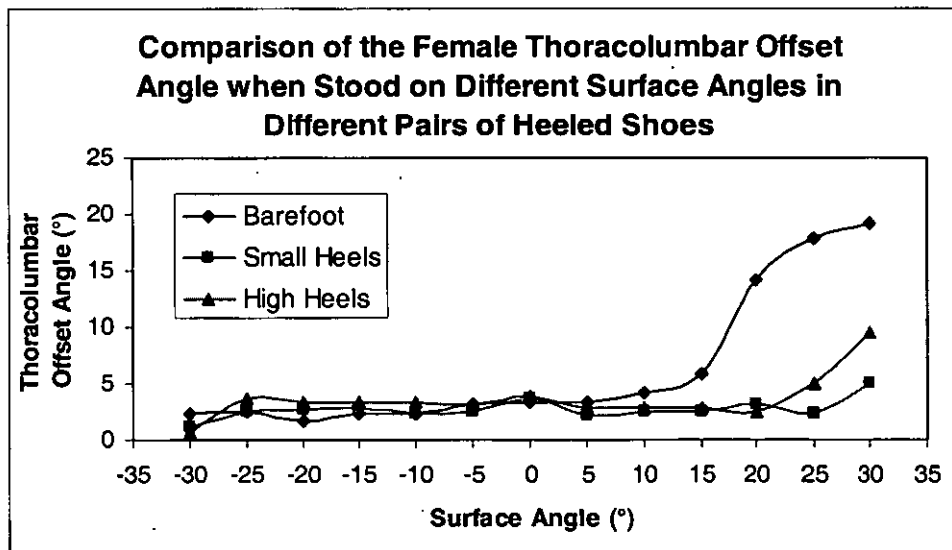 Comparison of the Female Thoracolumbar Offset
Angle when Stood on Different Surface Angles in
Different Pairs of Heeled Shoes
25
20
15
10
5
0
Thoracolumbar
Offset Angle (°)
Barefoot
Small Heels
High Heels
-35 -30 -25 -20 -15 -10 -5 0 5 10 15 20 25 30 35
Surface Angle (°)